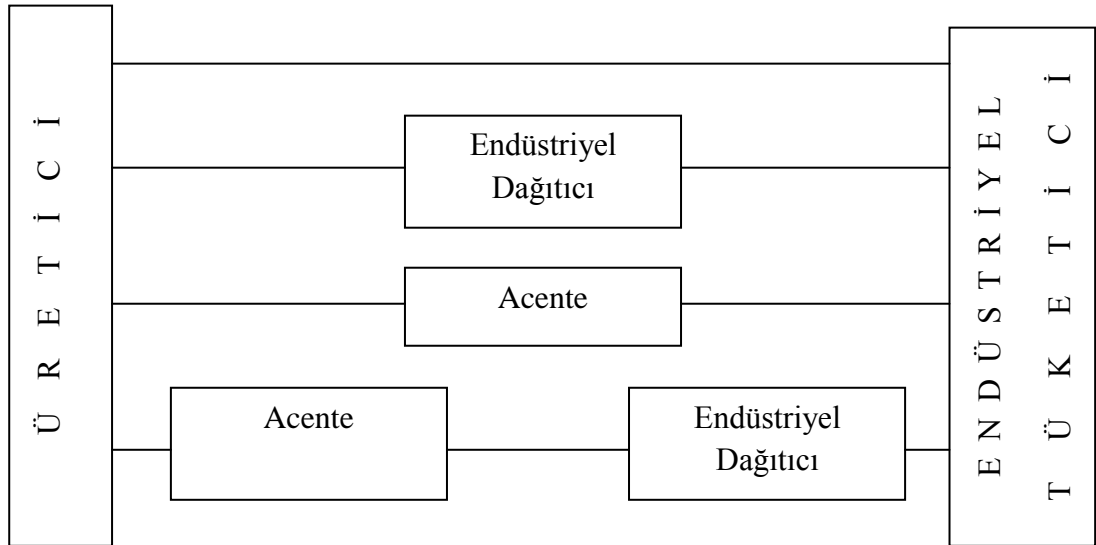 ÜRETİCİ
Endüstriyel
Dağıtıcı
Acente
Acente
Endüstriyel
Dağıtıcı
ENDÜSTRİYEL
TÜKETİCİ